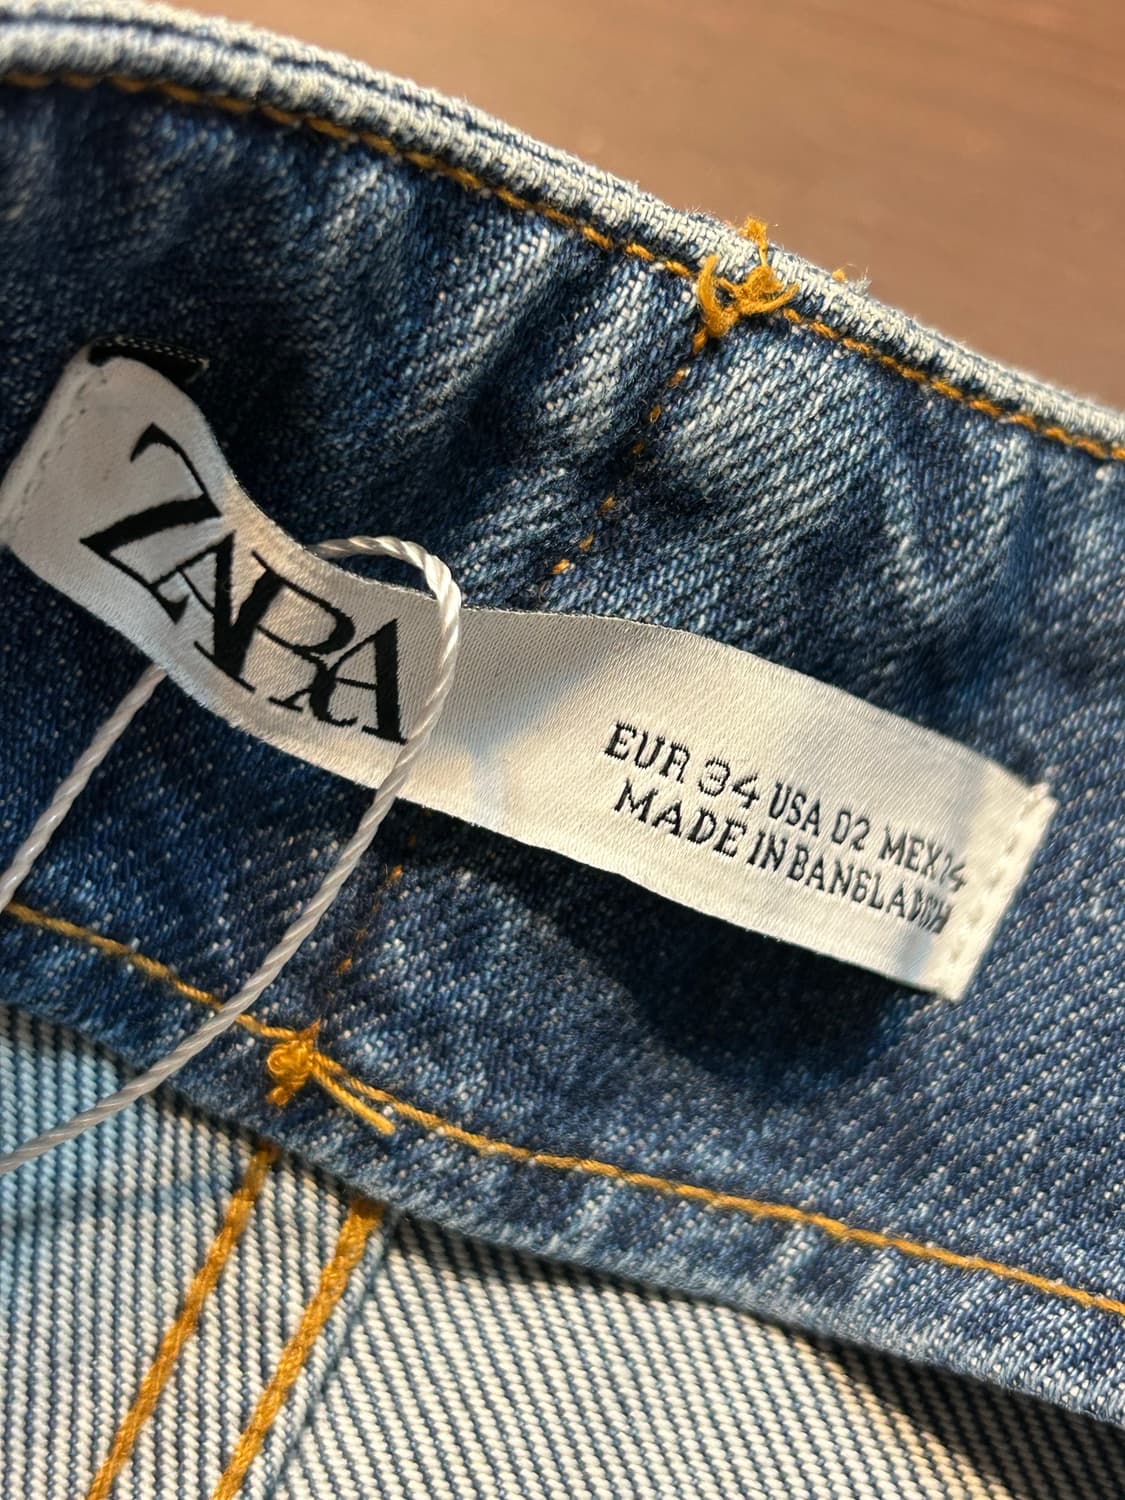 ZARA
EUR 34 USA 02 MEX 24
MADE IN BANGLADESH